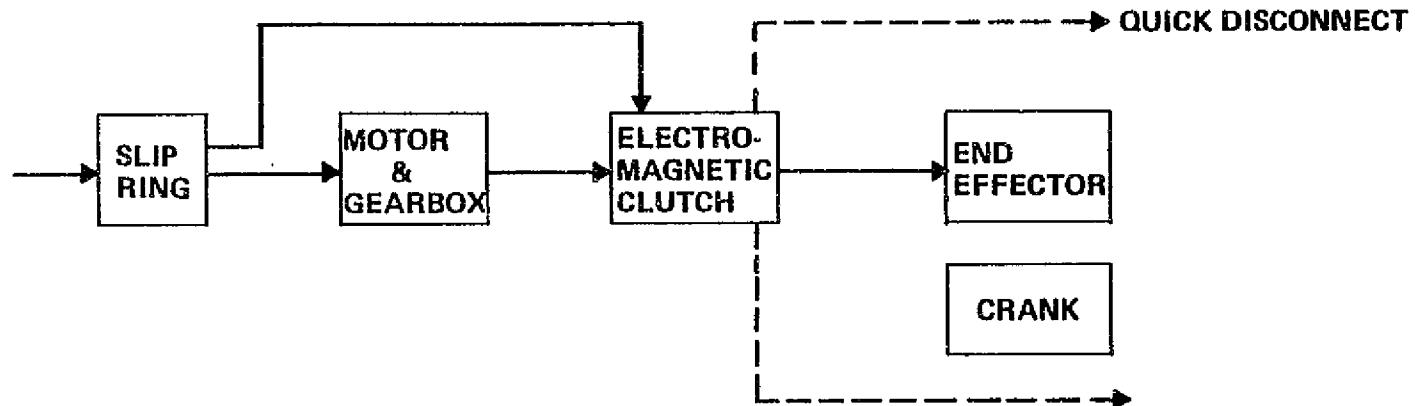 QUICK DISCONNECT
SLIP
RING
MOTOR
&
GEARBOX
ELECTRO-
MAGNETIC
CLUTCH
END
EFFECTOR
CRANK